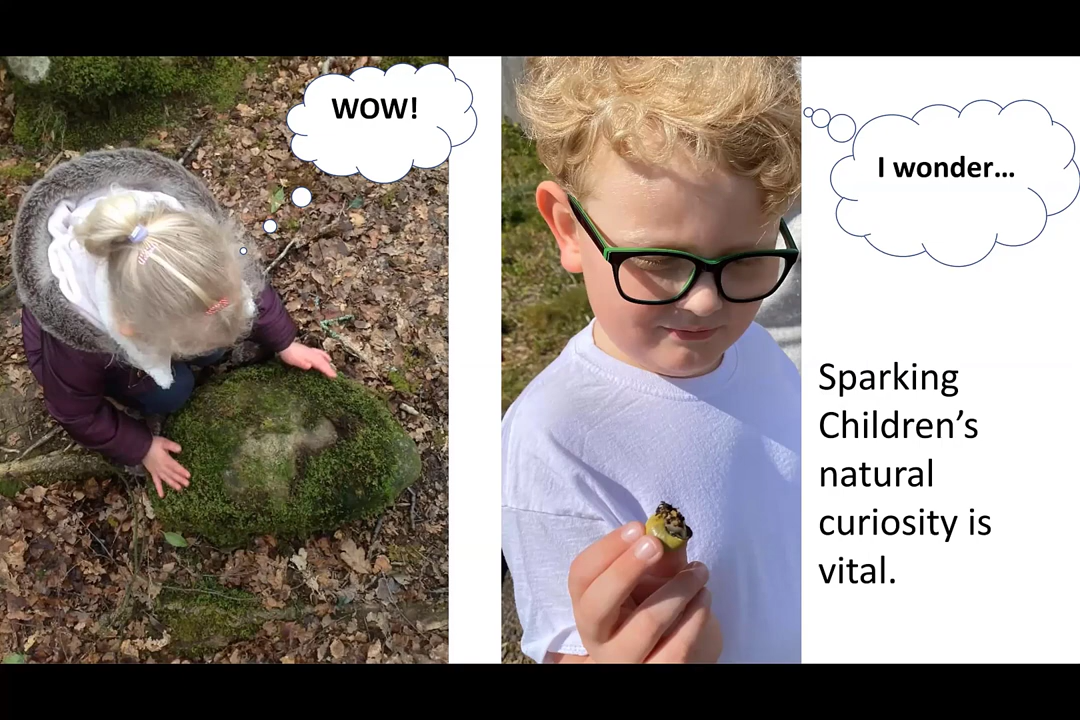 WOW!
I wonder...
Sparking
Children’s
natural
curiosity is
vital.